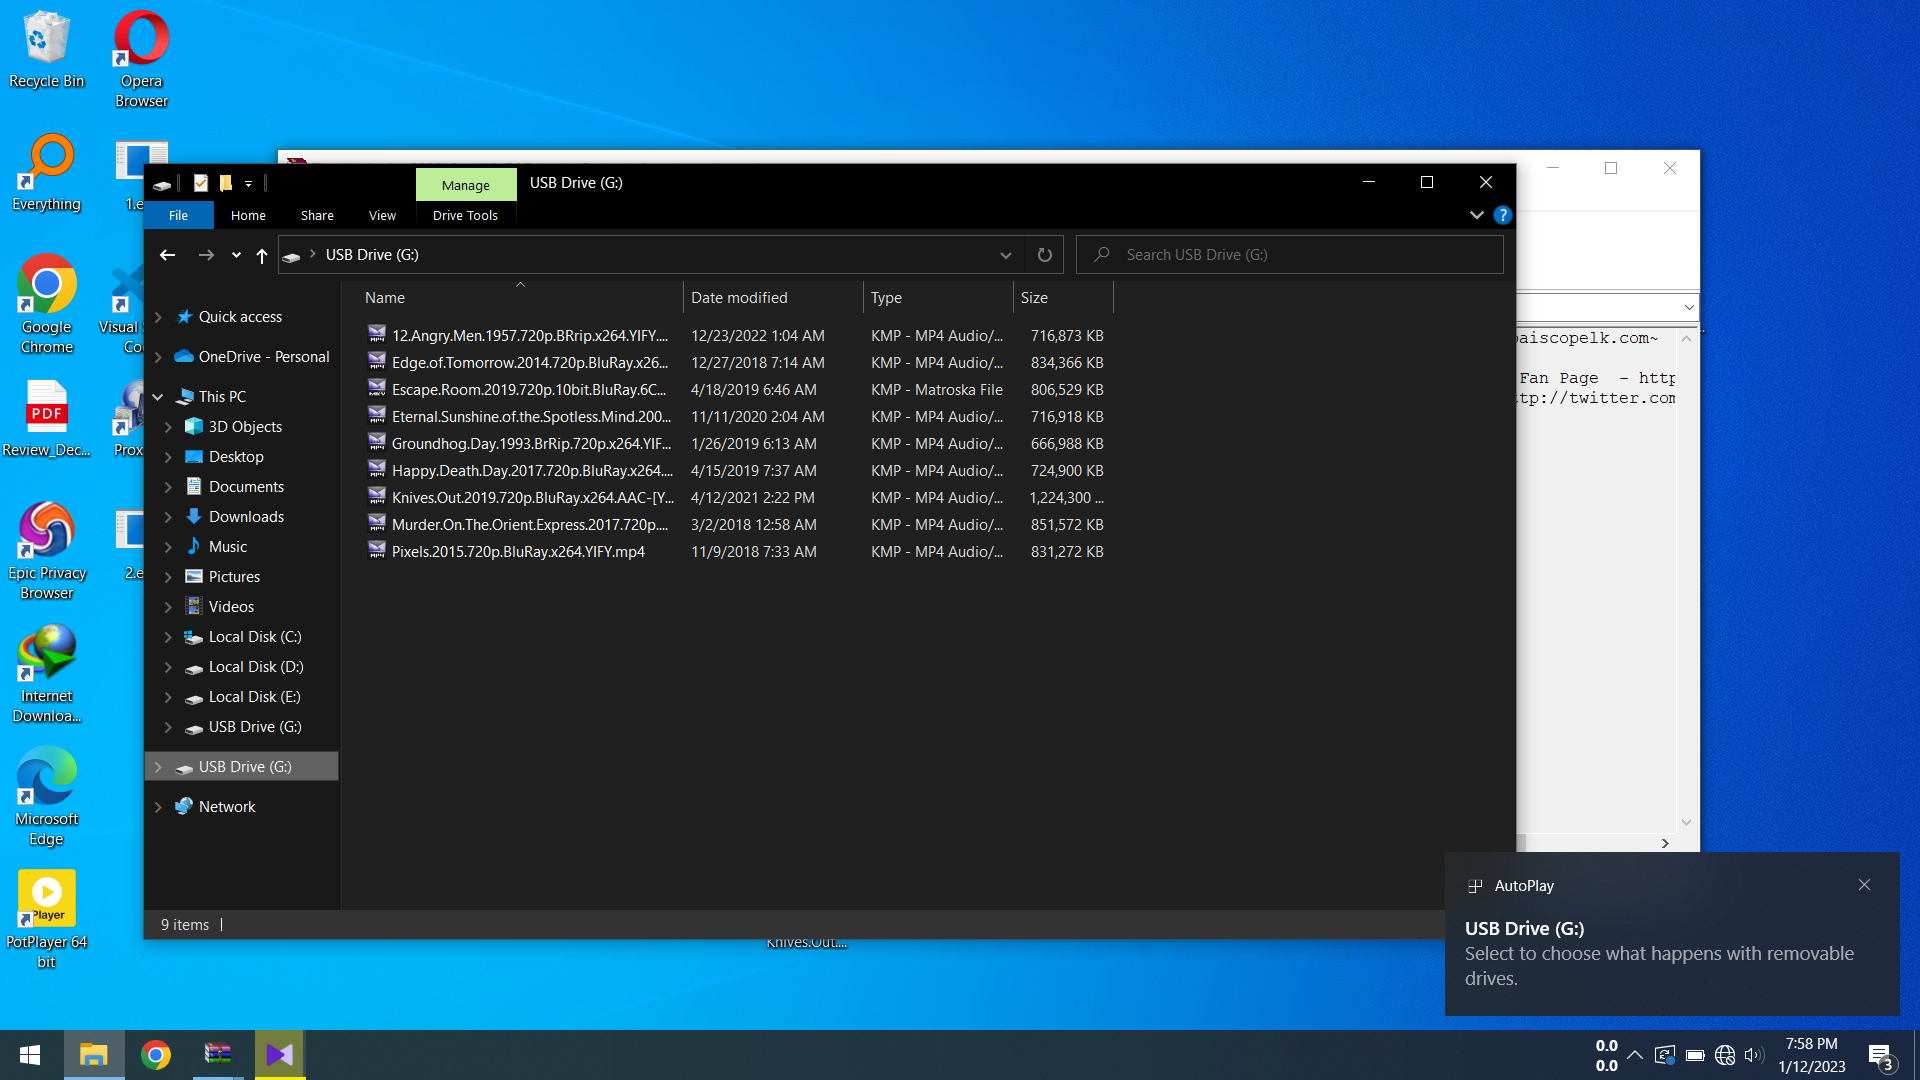 Recycle Bin
Opera
Browser
Everything
1.e
Google
Chrome
Visual
Co
Review_Dec...
Prox
Epic Privacy
Browser
2.e
Internet
Downloa...
Microsoft
Edge
PotPlayer 64
bit
Manage
USB Drive (G:)
File
Home
Share
View
Drive Tools
USB Drive (G:)
Search USB Drive (G:)
Name
Date modified
Type
Size
Quick access
OneDrive - Personal
This PC
3D Objects
Desktop
Documents
Downloads
Music
Pictures
Videos
Local Disk (C:)
Local Disk (D:)
Local Disk (E:)
USB Drive (G:)
USB Drive (G:)
Network
12.Angry.Men.1957.720p.BRrip.x264.YIFY.... 12/23/2022 1:04 AM KMP - MP4 Audio/... 716,873 KB
Edge.of.Tomorrow.2014.720p.BluRay.x26... 12/27/2018 7:14 AM KMP - MP4 Audio/... 834,366 KB
Escape.Room.2019.720p.10bit.BluRay.6C... 4/18/2019 6:46 AM KMP - Matroska File 806,529 KB
Eternal.Sunshine.of.the.Spotless.Mind.200... 11/11/2020 2:04 AM KMP - MP4 Audio/... 716,918 KB
Groundhog.Day.1993.BrRip.720p.x264.YIF... 1/26/2019 6:13 AM KMP - MP4 Audio/... 666,988 KB
Happy.Death.Day.2017.720p.BluRay.x264.... 4/15/2019 7:37 AM KMP - MP4 Audio/... 724,900 KB
Knives.Out.2019.720p.BluRay.x264.AAC-[Y... 4/12/2021 2:22 PM KMP - MP4 Audio/... 1,224,300 ...
Murder.On.The.Orient.Express.2017.720p.... 3/2/2018 12:58 AM KMP - MP4 Audio/... 851,572 KB
Pixels.2015.720p.BluRay.x264.YIFY.mp4 11/9/2018 7:33 AM KMP - MP4 Audio/... 831,272 KB
9 items
aiscopelk.com~
Fan Page - http
tp://twitter.com
Knives.Out....
AutoPlay
USB Drive (G:)
Select to choose what happens with removable
drives.
0.0
0.0
7:58 PM
1/12/2023
3
PDF
Player